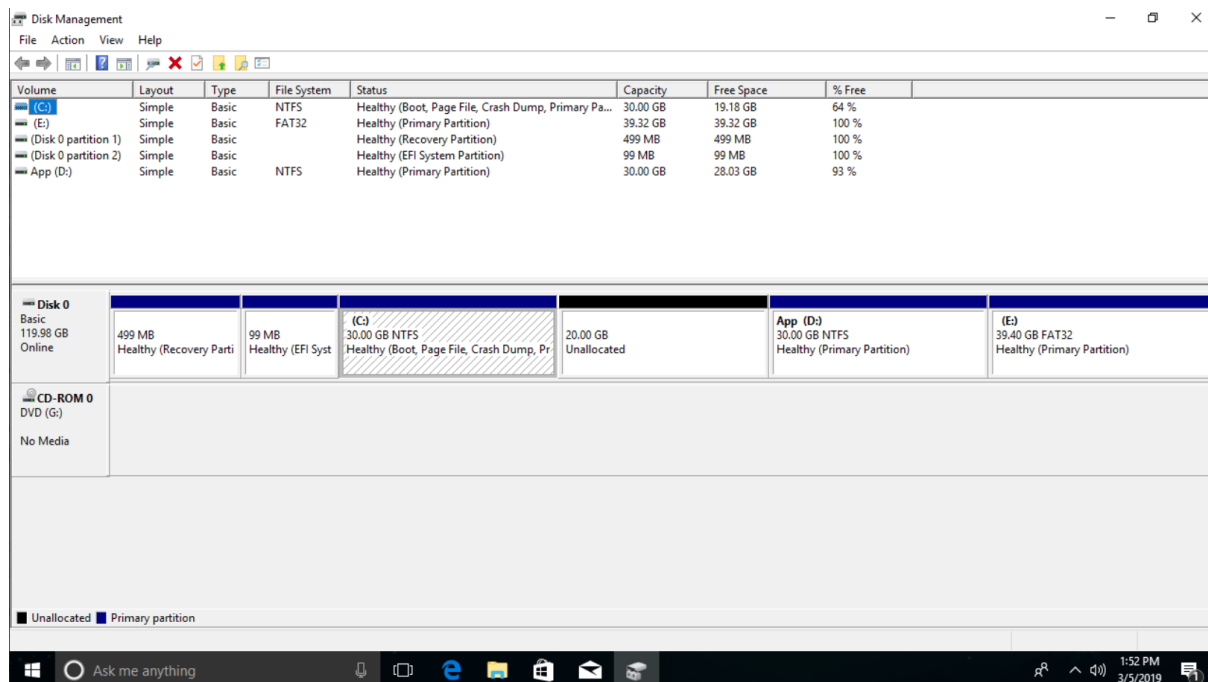 Disk Management
File Action View Help
Volume Layout Type File System Status Capacity Free Space % Free
(C:) Simple Basic NTFS Healthy (Boot, Page File, Crash Dump, Primary Pa... 30.00 GB 19.18 GB 64 %
(E:) Simple Basic FAT32 Healthy (Primary Partition) 39.32 GB 39.32 GB 100 %
(Disk 0 partition 1) Simple Basic Healthy (Recovery Partition) 499 MB 499 MB 100 %
(Disk 0 partition 2) Simple Basic Healthy (EFI System Partition) 99 MB 99 MB 100 %
App (D:) Simple Basic NTFS Healthy (Primary Partition) 30.00 GB 28.03 GB 93 %
Disk 0
Basic
119.98 GB
Online
499 MB
Healthy (Recovery Parti
99 MB
Healthy (EFI Syst
(C:)
30.00 GB NTFS
Healthy (Boot, Page File, Crash Dump, Pr
20.00 GB
Unallocated
App (D:)
30.00 GB NTFS
Healthy (Primary Partition)
(E:)
39.40 GB FAT32
Healthy (Primary Partition)
CD-ROM 0
DVD (G:)
No Media
Unallocated Primary partition
Ask me anything
1:52 PM
3/5/2019
1